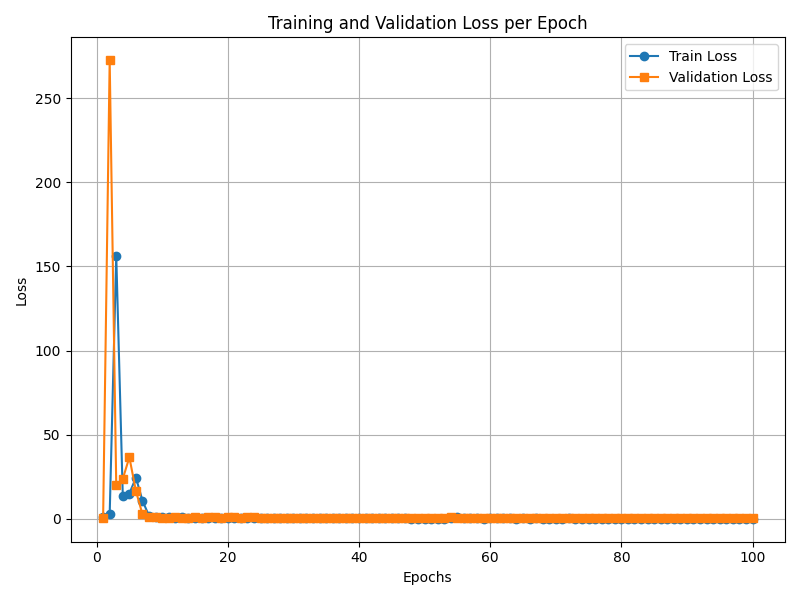 Training and Validation Loss per Epoch
Train Loss
Validation Loss
250
200
150
100
50
0
Loss
0 20 40 60 80 100
Epochs